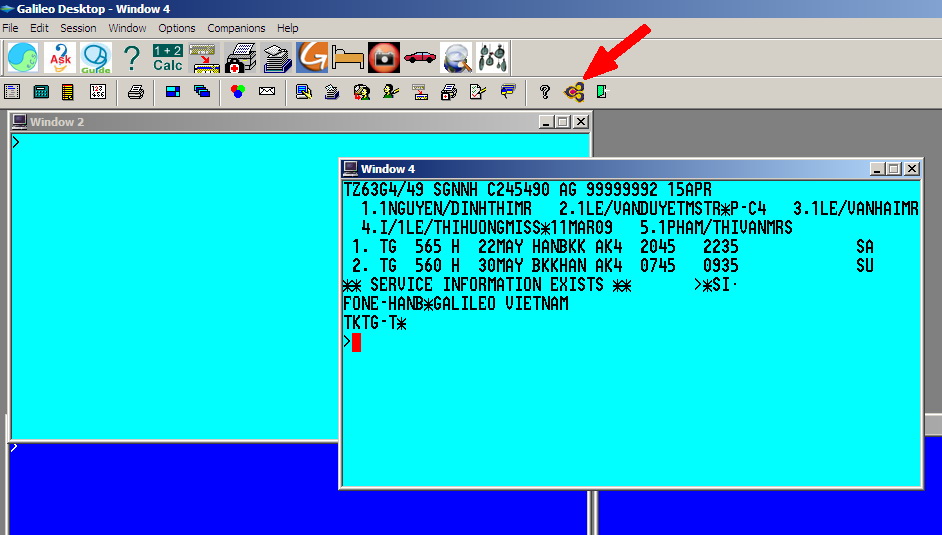 Galileo Desktop - Window 4
File Edit Session Window Options Companions Help
Ask
Guide
?
1 + 2
Calc
?
Window 2
>
Window 4
TZ63G4/49 SGNNH C245490 AG 99999992 15APR
1.1NGUYEN/DINHTHIMR 2.1LE/VANDUYETMSTR*P-C4 3.1LE/VANHAIMR
4.I/1LE/THIHUONGMISS*11MAR09 5.1PHAM/THIVANMRS
1. TG 565 H 22MAY HANBKK AK4 2045 2235 SA
2. TG 560 H 30MAY BKKHAN AK4 0745 0935 SU
** SERVICE INFORMATION EXISTS ** >*SI·
FONE-HANB*GALILEO VIETNAM
TKTG-T*
>
>